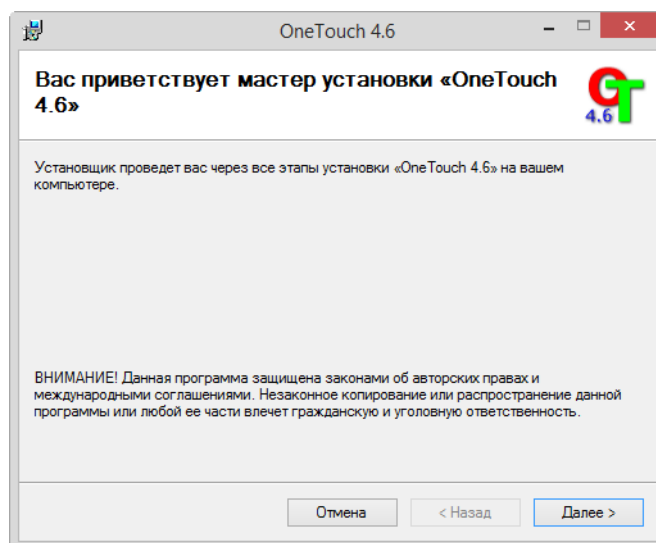 OneTouch 4.6
Вас приветствует мастер установки «OneTouch
4.6»
OT
4.6
Установщик проведет вас через все этапы установки «OneTouch 4.6» на вашем
компьютере.
ВНИМАНИЕ! Данная программа защищена законами об авторских правах и
международными соглашениями. Незаконное копирование или распространение данной
программы или любой ее части влечет гражданскую и уголовную ответственность.
Отмена
< Назад
Далее >